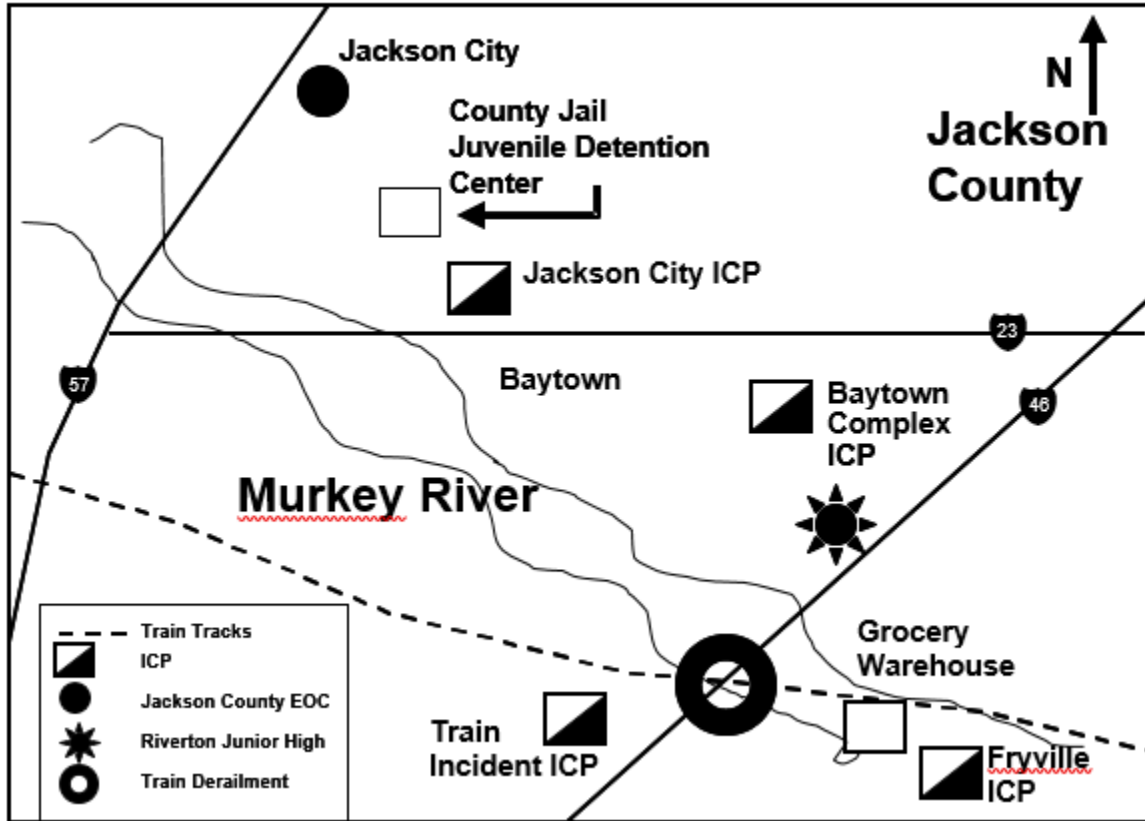 Jackson City
N
County Jail
Juvenile Detention
Center
Jackson
County
Jackson City ICP
23
57
Baytown
46
Baytown
Complex
ICP
Murkey River
Grocery
Warehouse
Train
Incident ICP
Fryville
ICP
Train Tracks
ICP
Jackson County EOC
Riverton Junior High
Train Derailment